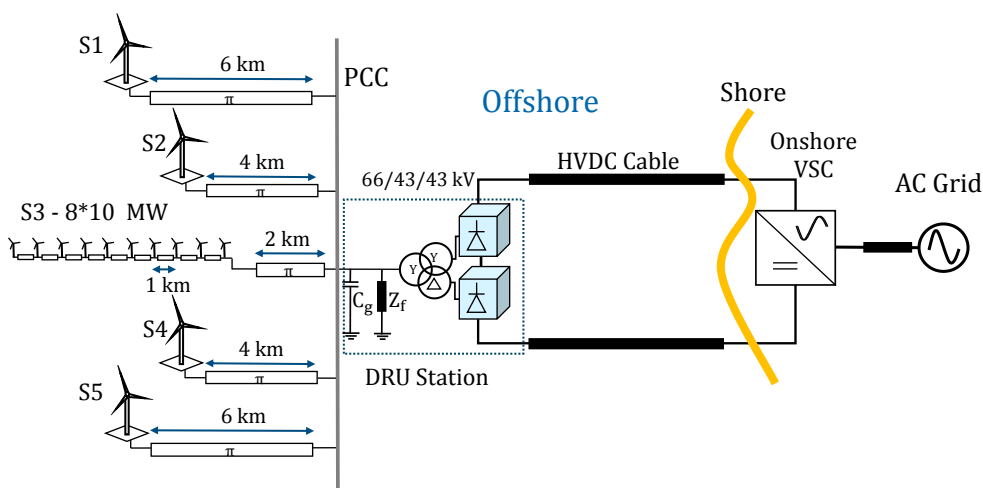 S1
6 km
π
PCC
S2
4 km
π
S3 - 8*10 MW
1 km
2 km
π
S4
4 km
π
S5
6 km
π
Offshore
Shore
HVDC Cable
Onshore
VSC
AC Grid
66/43/43 kV
Y
Y
Δ
Cg
Zf
DRU Station